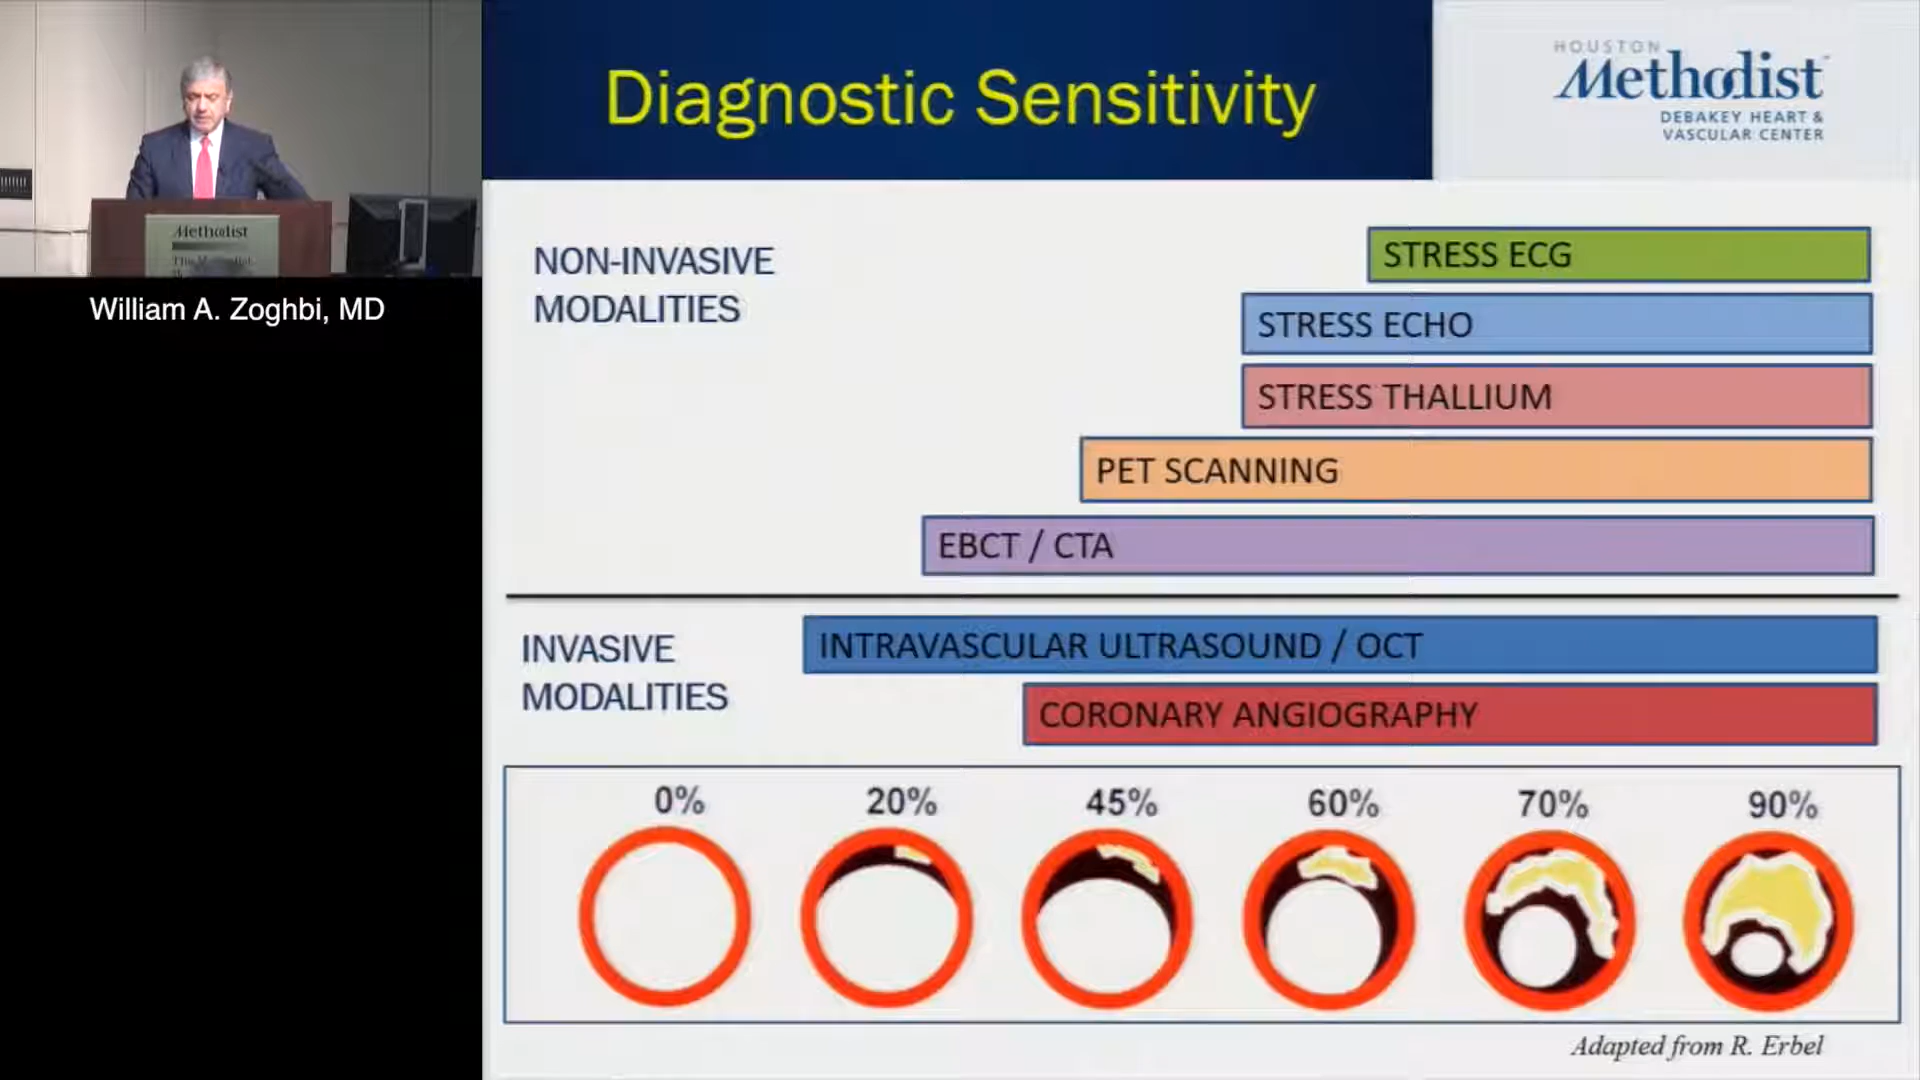 Diagnostic Sensitivity
HOUSTON
Methodist
DEBAKEY HEART &
VASCULAR CENTER
Methodist
William A. Zoghbi, MD
NON-INVASIVE
MODALITIES
STRESS ECG
STRESS ECHO
STRESS THALLIUM
PET SCANNING
EBCT / CTA
INVASIVE
MODALITIES
INTRAVASCULAR ULTRASOUND / OCT
CORONARY ANGIOGRAPHY
0% 20% 45% 60% 70% 90%
Adapted from R. Erbel